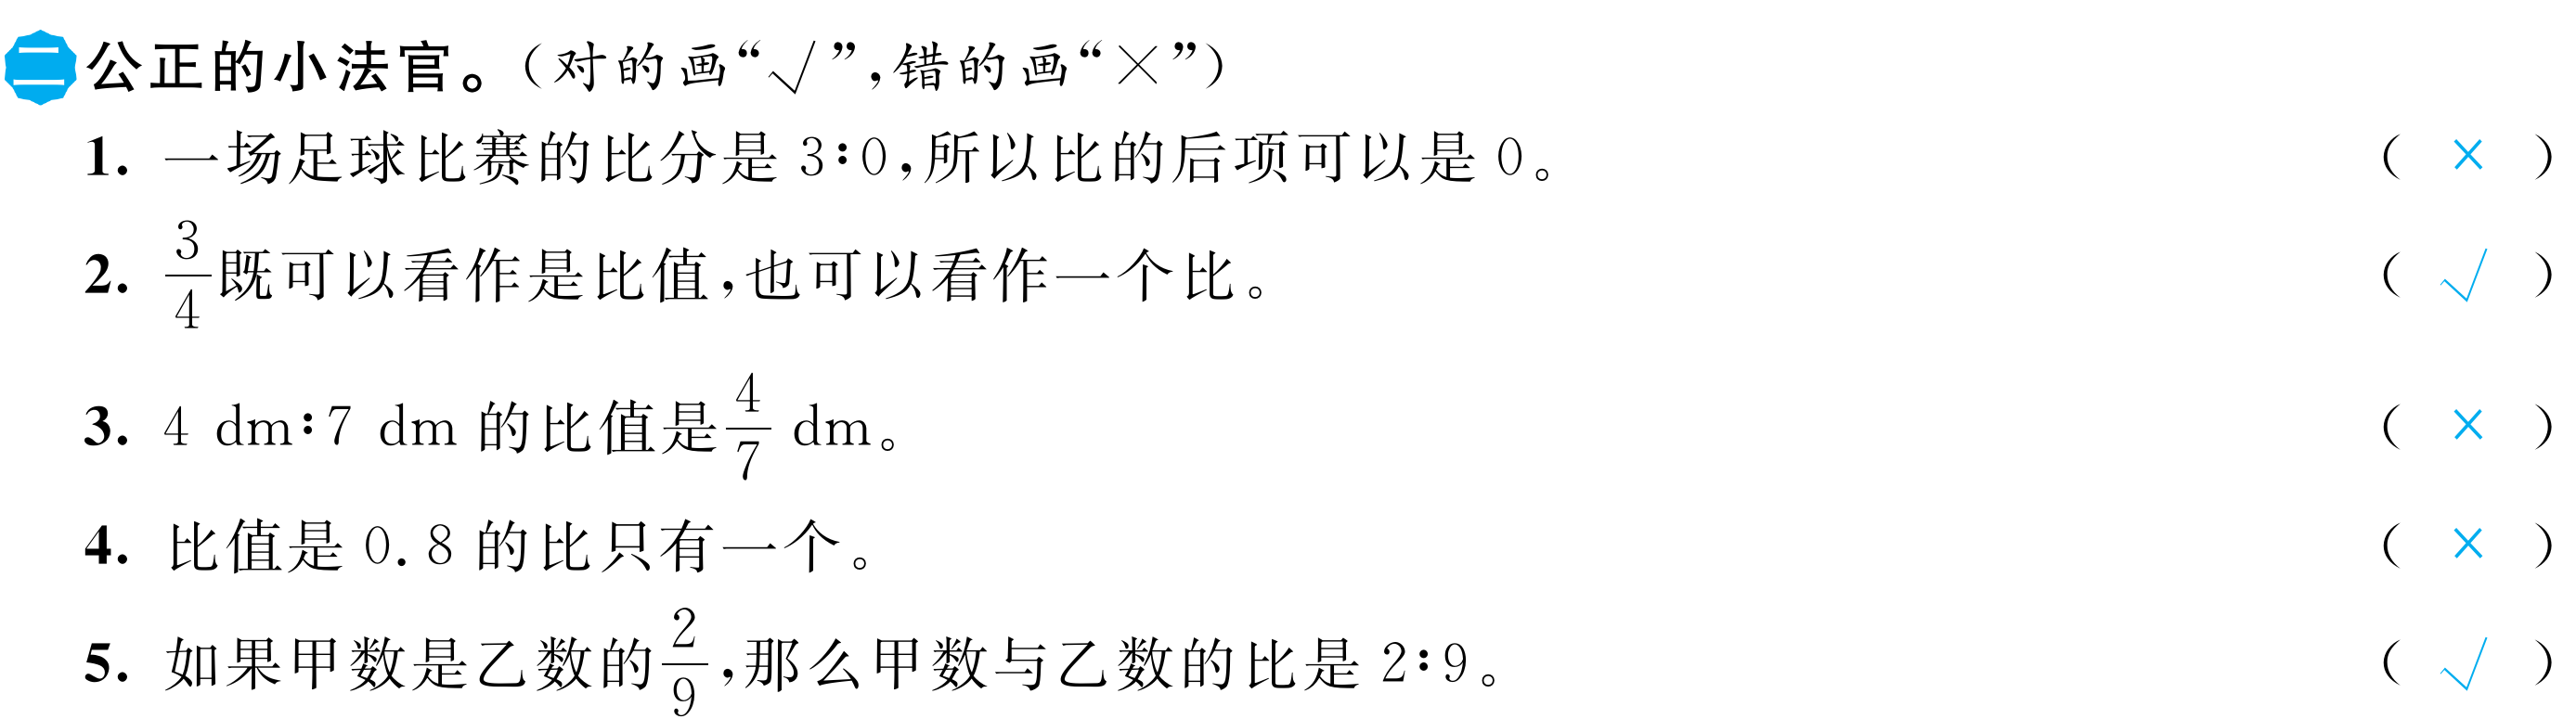 二 公正的小法官。(对的画“√”,错的画“×”)
1. 一场足球比赛的比分是 3∶0,所以比的后项可以是 0。 ( × )
2. 3/4既可以看作是比值,也可以看作一个比。 ( √ )
3. 4 dm∶7 dm 的比值是4/7 dm。 ( × )
4. 比值是 0.8 的比只有一个。 ( × )
5. 如果甲数是乙数的2/9,那么甲数与乙数的比是 2∶9。 ( √ )